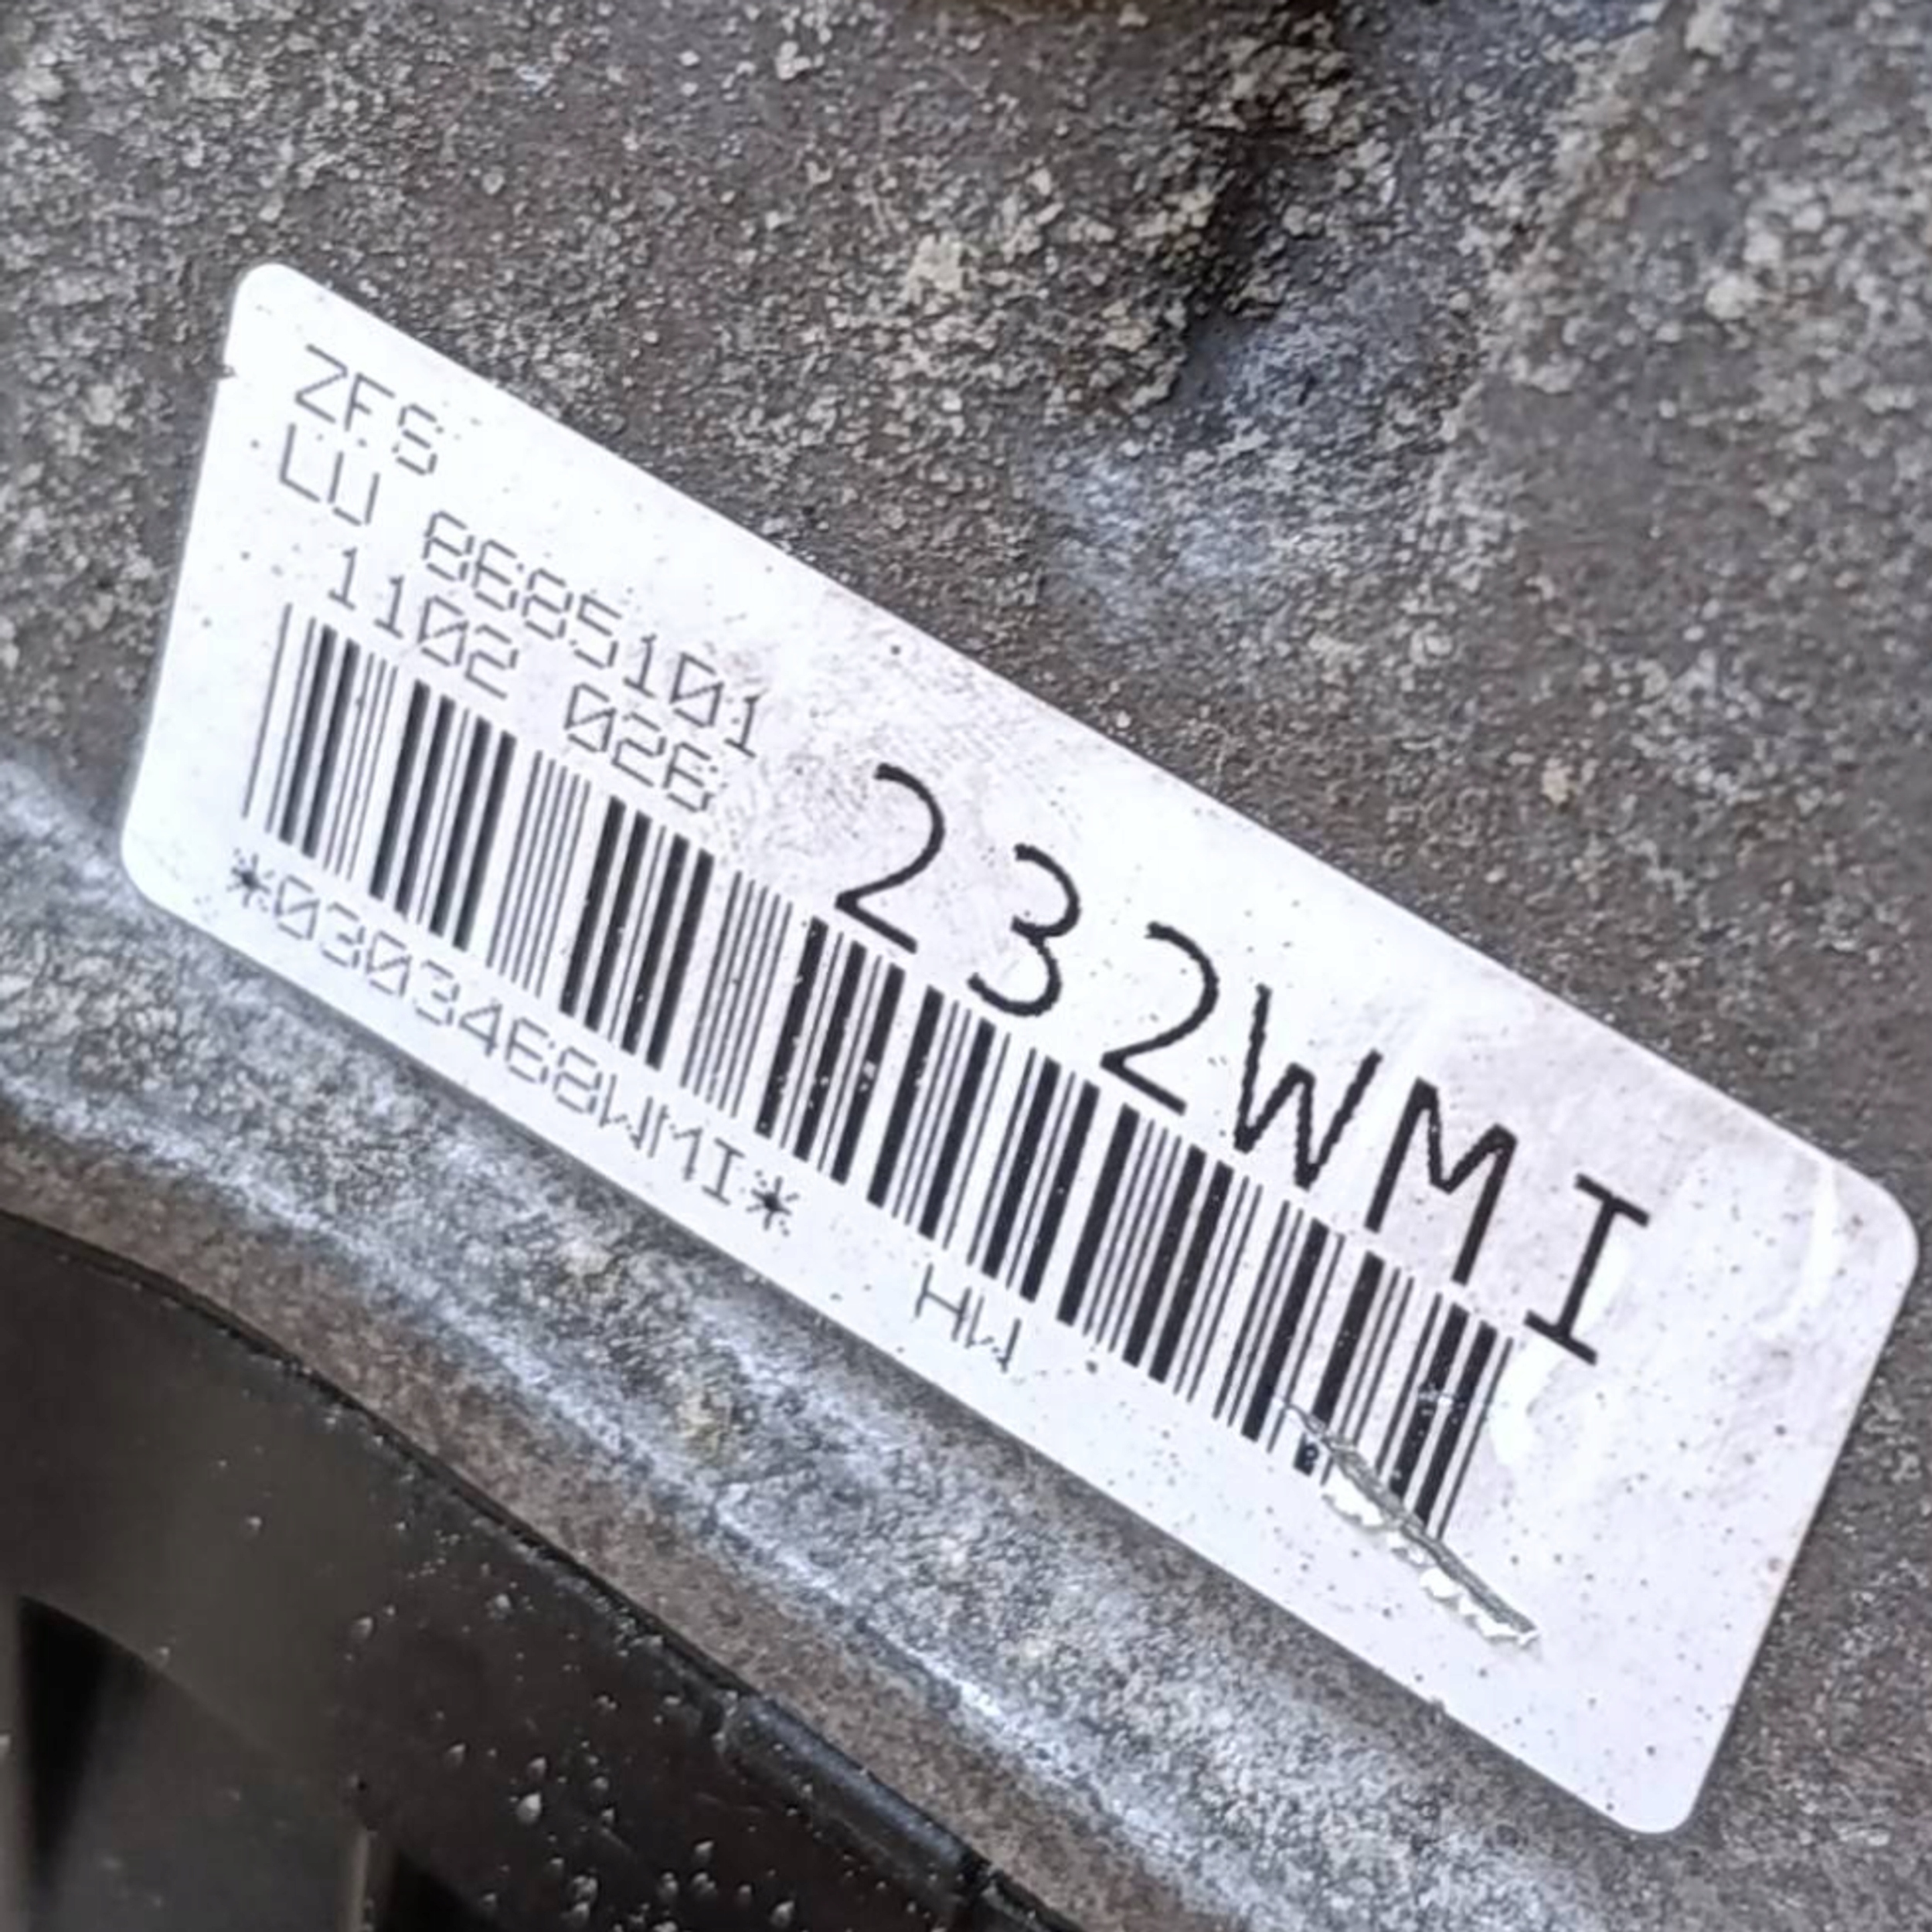 ZFS
LU 8685101
1102 026
232WMI
*0303468WMI*
HW